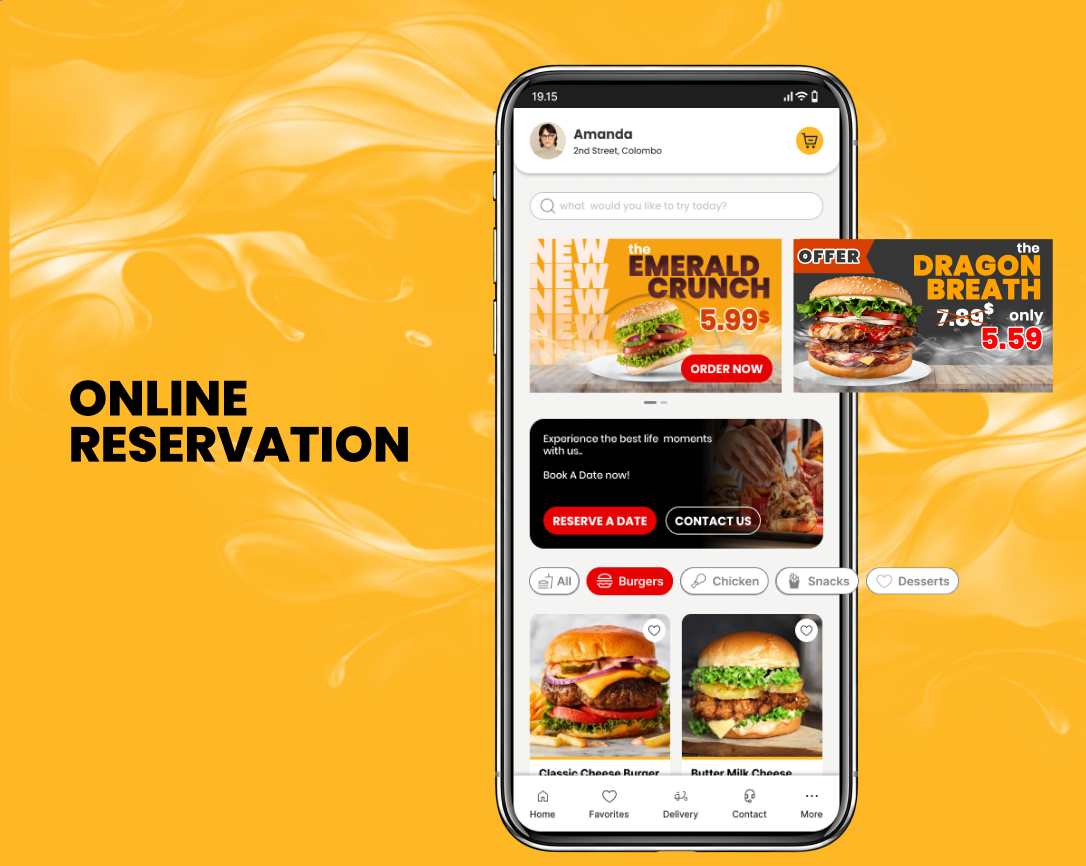 ONLINE
RESERVATION
19.15
Amanda
2nd Street, Colombo
what would you like to try today?
NEW
NEW
NEW
NEW
NEW
the
EMERALD
CRUNCH
5.99$
ORDER NOW
OFFER
the
DRAGON
BREATH
7.89$ only
5.59
Experience the best life moments
with us..
Book A Date now!
RESERVE A DATE
CONTACT US
All
Burgers
Chicken
Snacks
Desserts
Classic Cheese Burger
Butter Milk Cheese
Home
Favorites
Delivery
Contact
More